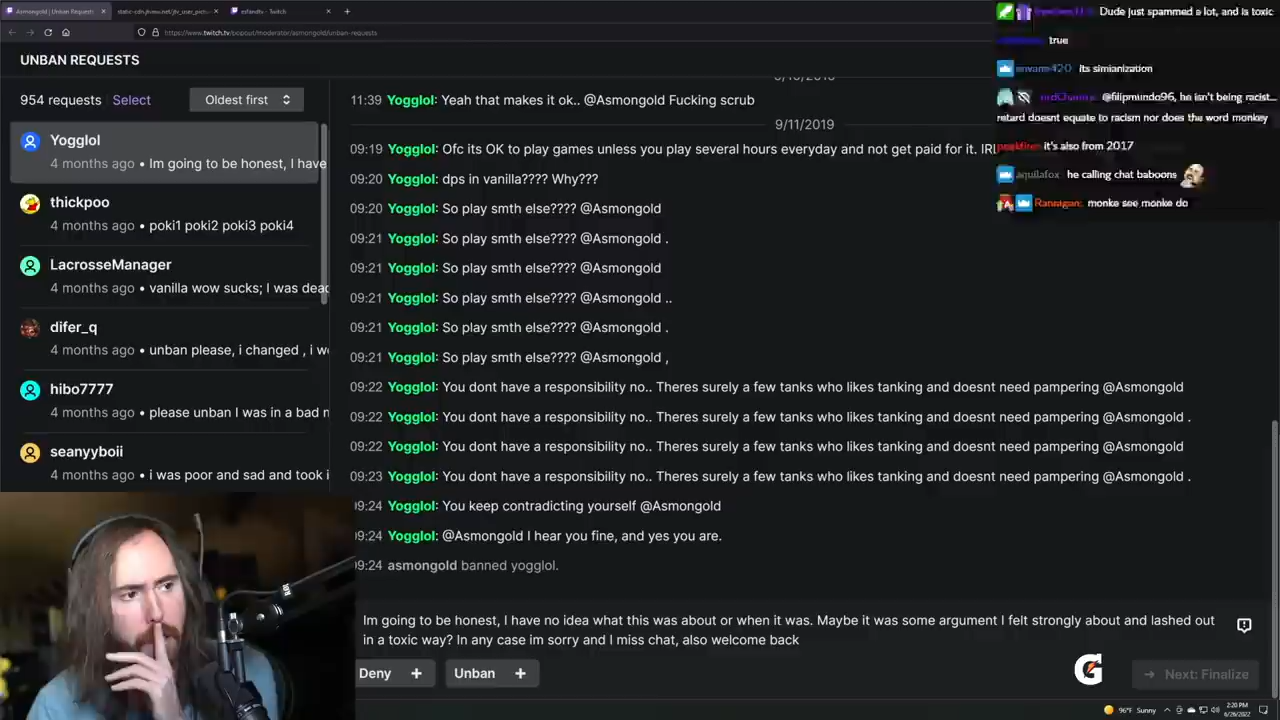 Asmongold | Unban Requests
static-cdn.jtvnw.net/jtv_user_pict
esfandtv - Twitch
https://www.twitch.tv/popout/moderator/asmongold/unban-requests
UNBAN REQUESTS
954 requests Select Oldest first
Yogglol
4 months ago • Im going to be honest, I have
thickpoo
4 months ago • poki1 poki2 poki3 poki4
LacrosseManager
4 months ago • vanilla wow sucks; I was dead
difer_q
4 months ago • unban please, i changed , i w
hibo7777
4 months ago • please unban I was in a bad n
seanyyboii
4 months ago • i was poor and sad and took i
11:39 Yogglol: Yeah that makes it ok.. @Asmongold Fucking scrub
9/11/2019
09:19 Yogglol: Ofc its OK to play games unless you play several hours everyday and not get paid for it. IRL
09:20 Yogglol: dps in vanilla???? Why???
09:20 Yogglol: So play smth else???? @Asmongold
09:21 Yogglol: So play smth else???? @Asmongold .
09:21 Yogglol: So play smth else???? @Asmongold
09:21 Yogglol: So play smth else???? @Asmongold ..
09:21 Yogglol: So play smth else???? @Asmongold .
09:21 Yogglol: So play smth else???? @Asmongold ,
09:22 Yogglol: You dont have a responsibility no.. Theres surely a few tanks who likes tanking and doesnt need pampering @Asmongold
09:22 Yogglol: You dont have a responsibility no.. Theres surely a few tanks who likes tanking and doesnt need pampering @Asmongold .
09:22 Yogglol: You dont have a responsibility no.. Theres surely a few tanks who likes tanking and doesnt need pampering @Asmongold
09:23 Yogglol: You dont have a responsibility no.. Theres surely a few tanks who likes tanking and doesnt need pampering @Asmongold .
09:24 Yogglol: You keep contradicting yourself @Asmongold
09:24 Yogglol: @Asmongold I hear you fine, and yes you are.
09:24 asmongold banned yogglol.
Im going to be honest, I have no idea what this was about or when it was. Maybe it was some argument I felt strongly about and lashed out
in a toxic way? In any case im sorry and I miss chat, also welcome back
Deny +
Unban +
Next: Finalize
Dude just spammed a lot, and is toxic
true
its simianization
@filipmundo96, he isn't being racist...
retard doesnt equate to racism nor does the word monkey
it's also from 2017
aquilafox: he calling chat baboons
monke see monke do
G
96°F Sunny
2:20 PM
6/26/2022